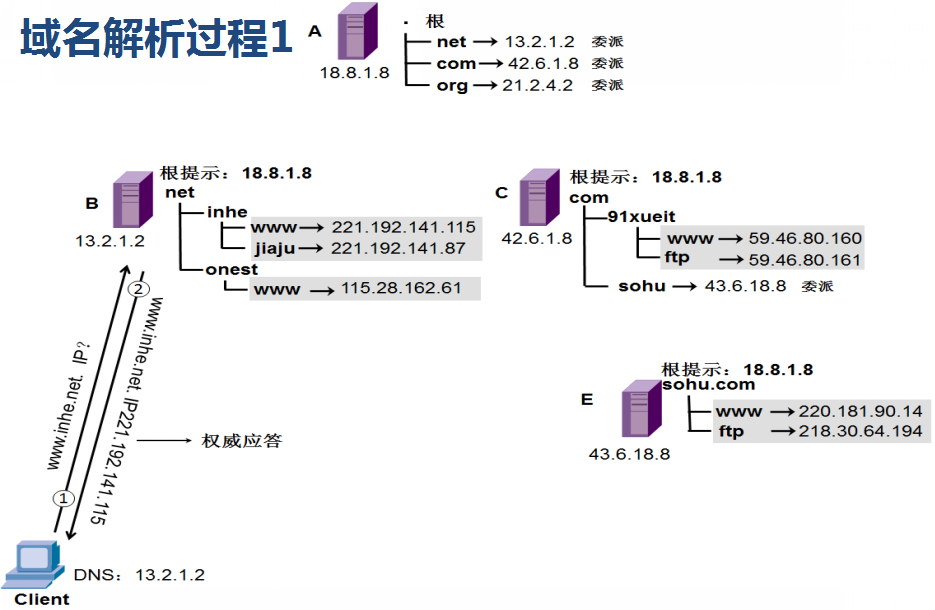 域名解析过程1
A
18.8.1.8
. 根
net → 13.2.1.2 委派
com → 42.6.1.8 委派
org → 21.2.4.2 委派
B
13.2.1.2
根提示：18.8.1.8
net
inhe
www → 221.192.141.115
jiaju → 221.192.141.87
onest
www → 115.28.162.61
C
42.6.1.8
根提示：18.8.1.8
com
91xueit
www → 59.46.80.160
ftp → 59.46.80.161
sohu → 43.6.18.8 委派
E
43.6.18.8
根提示：18.8.1.8
sohu.com
www → 220.181.90.14
ftp → 218.30.64.194
① www.inhe.net. IP?
② www.inhe.net. IP221.192.141.115
→ 权威应答
DNS：13.2.1.2
Client